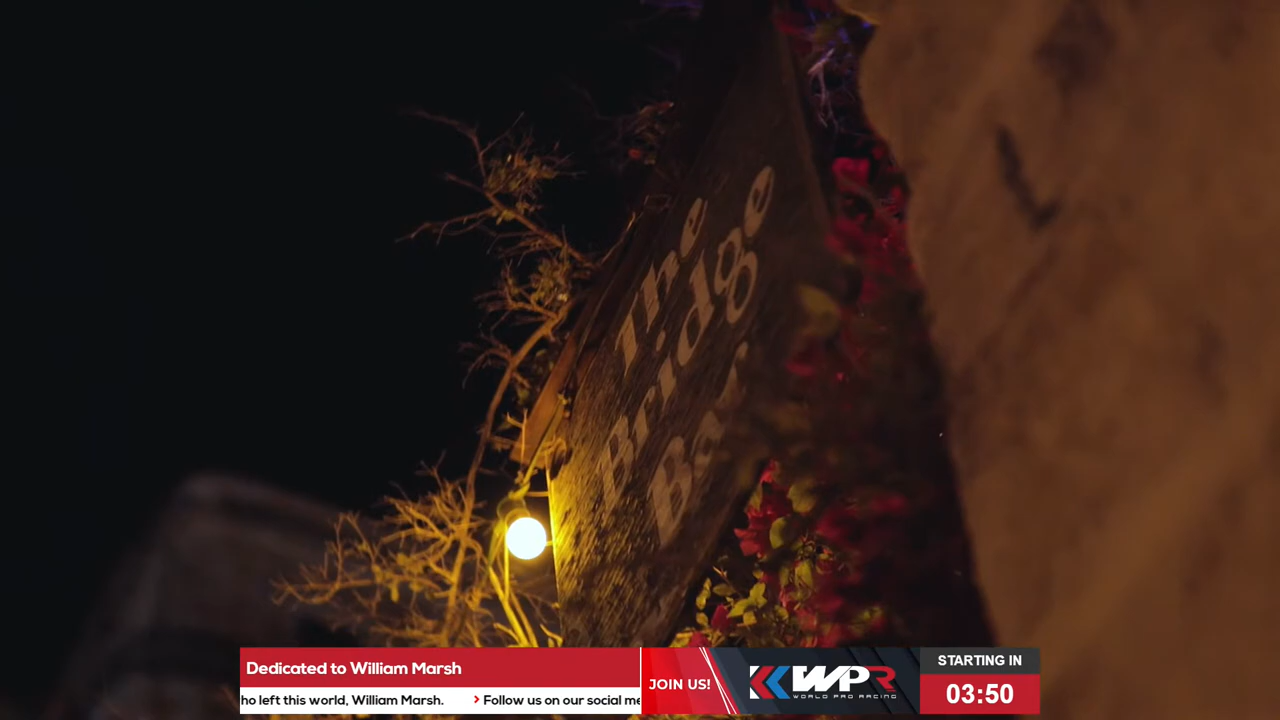 The
Bridge
Dedicated to William Marsh
ho left this world, William Marsh. Follow us on our social me
JOIN US!
WPR
WORLD PRO RACING
STARTING IN
03:50